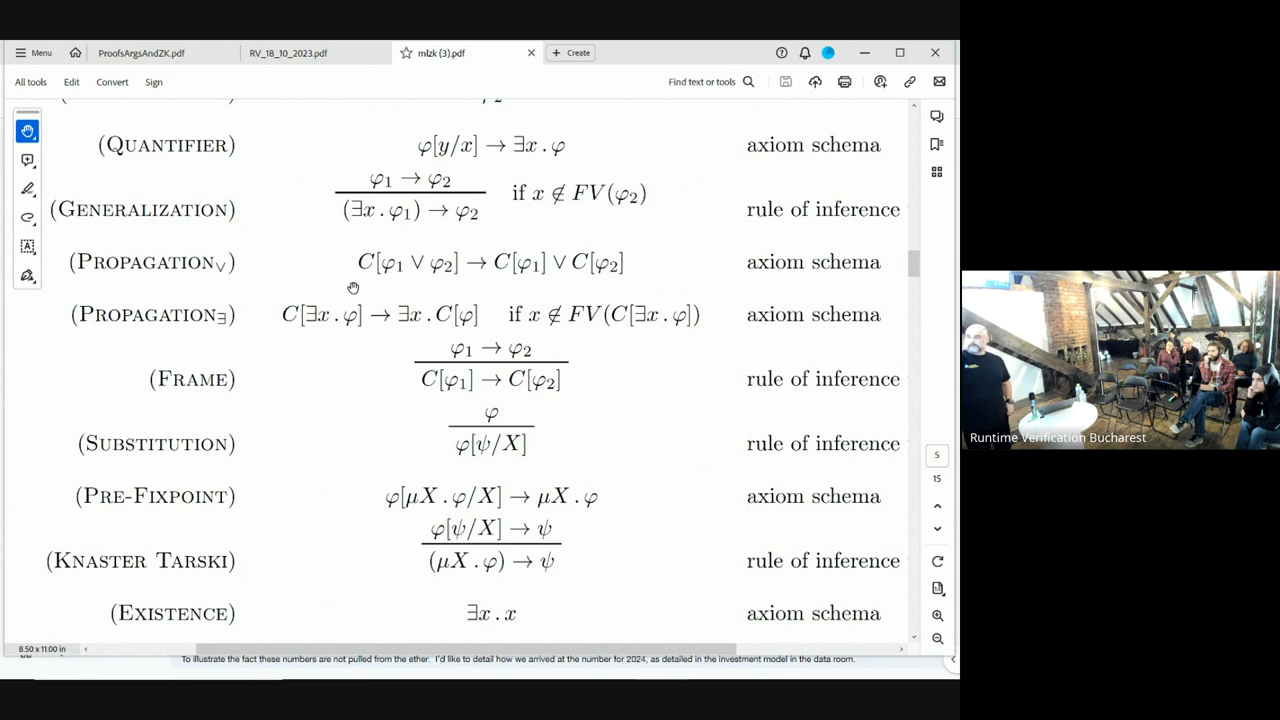 Menu
ProofsArgsAndZK.pdf
RV_18_10_2023.pdf
mlzk (3).pdf
Create
All tools
Edit
Convert
Sign
Find text or tools
(QUANTIFIER) φ[y/x] → ∃x . φ axiom schema
φ₁ → φ₂
(GENERALIZATION) (∃x . φ₁) → φ₂ if x ∉ FV(φ₂) rule of inference
(PROPAGATION∨) C[φ₁ ∨ φ₂] → C[φ₁] ∨ C[φ₂] axiom schema
(PROPAGATION∃) C[∃x . φ] → ∃x . C[φ] if x ∉ FV(C[∃x . φ]) axiom schema
φ₁ → φ₂
(FRAME) C[φ₁] → C[φ₂] rule of inference
φ
(SUBSTITUTION) φ[ψ/X] rule of inference
(PRE-FIXPOINT) φ[μX . φ/X] → μX . φ axiom schema
φ[ψ/X] → ψ
(KNASTER TARSKI) (μX . φ) → ψ rule of inference
(EXISTENCE) ∃x . x axiom schema
5
15
8.50 x 11.00 in
To illustrate the fact these numbers are not pulled from the ether. I'd like to detail how we arrived at the number for 2024, as detailed in the investment model in the data room.
Runtime Verification Bucharest